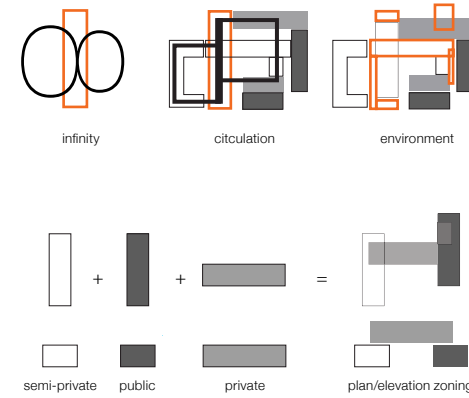 infinity
citculation
environment
+ + =
semi-private
public
private
plan/elevation zoning